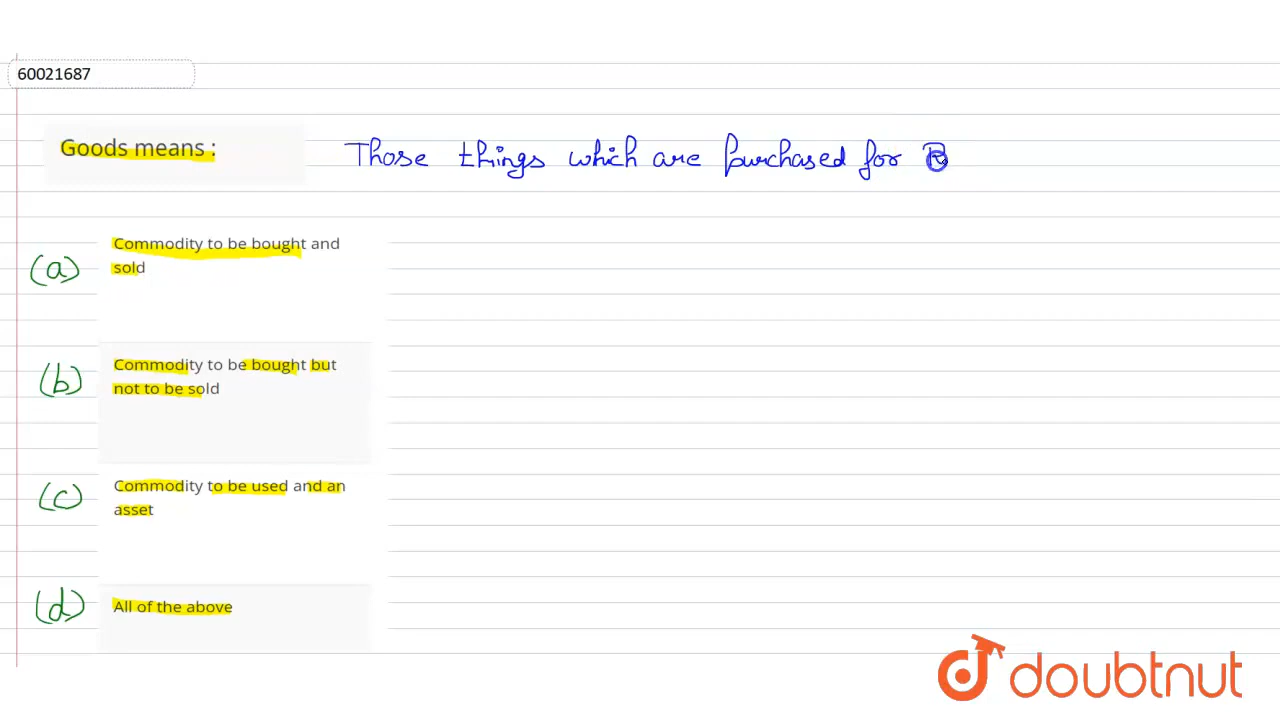 60021687
Goods means : Those things which are purchased for
(a) Commodity to be bought and
sold
(b) Commodity to be bought but
not to be sold
(c) Commodity to be used and an
asset
(d) All of the above
doubtnut